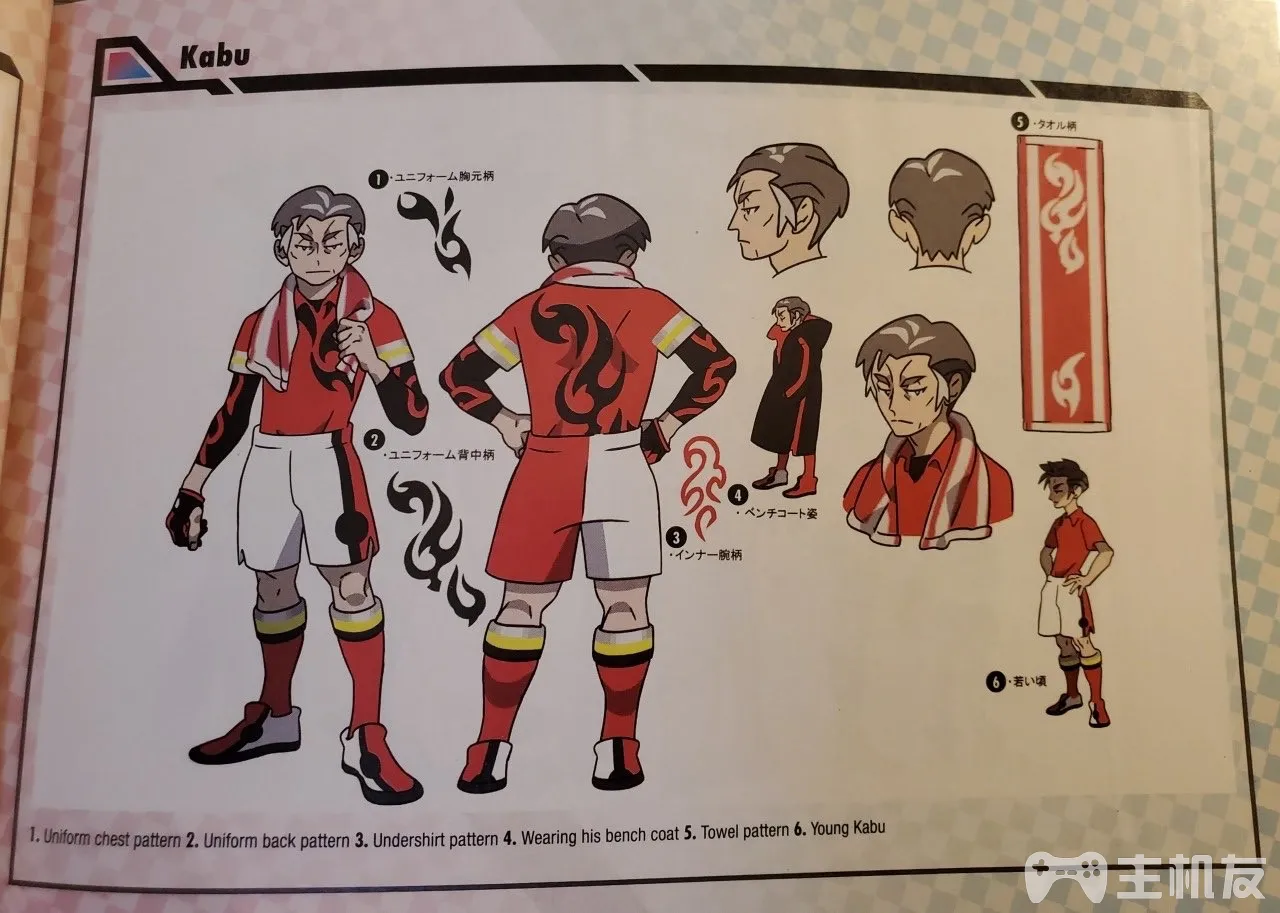 Kabu
1・ユニフォーム胸元柄
2・ユニフォーム背中柄
3・インナー腕柄
4・ベンチコート姿
5・タオル柄
6・若い頃
1. Uniform chest pattern 2. Uniform back pattern 3. Undershirt pattern 4. Wearing his bench coat 5. Towel pattern 6. Young Kabu
主机友